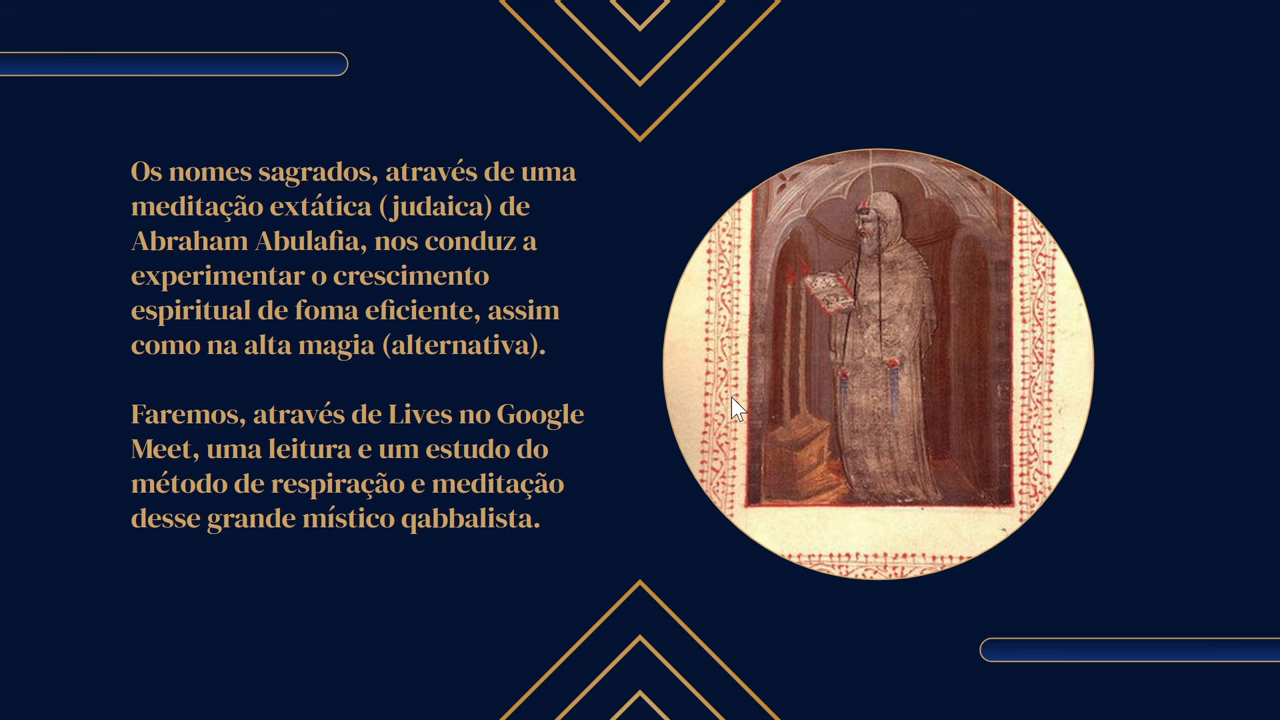 Os nomes sagrados, através de uma
meditação extática (judaica) de
Abraham Abulafia, nos conduz a
experimentar o crescimento
espiritual de foma eficiente, assim
como na alta magia (alternativa).
Faremos, através de Lives no Google
Meet, uma leitura e um estudo do
método de respiração e meditação
desse grande místico qabbalista.